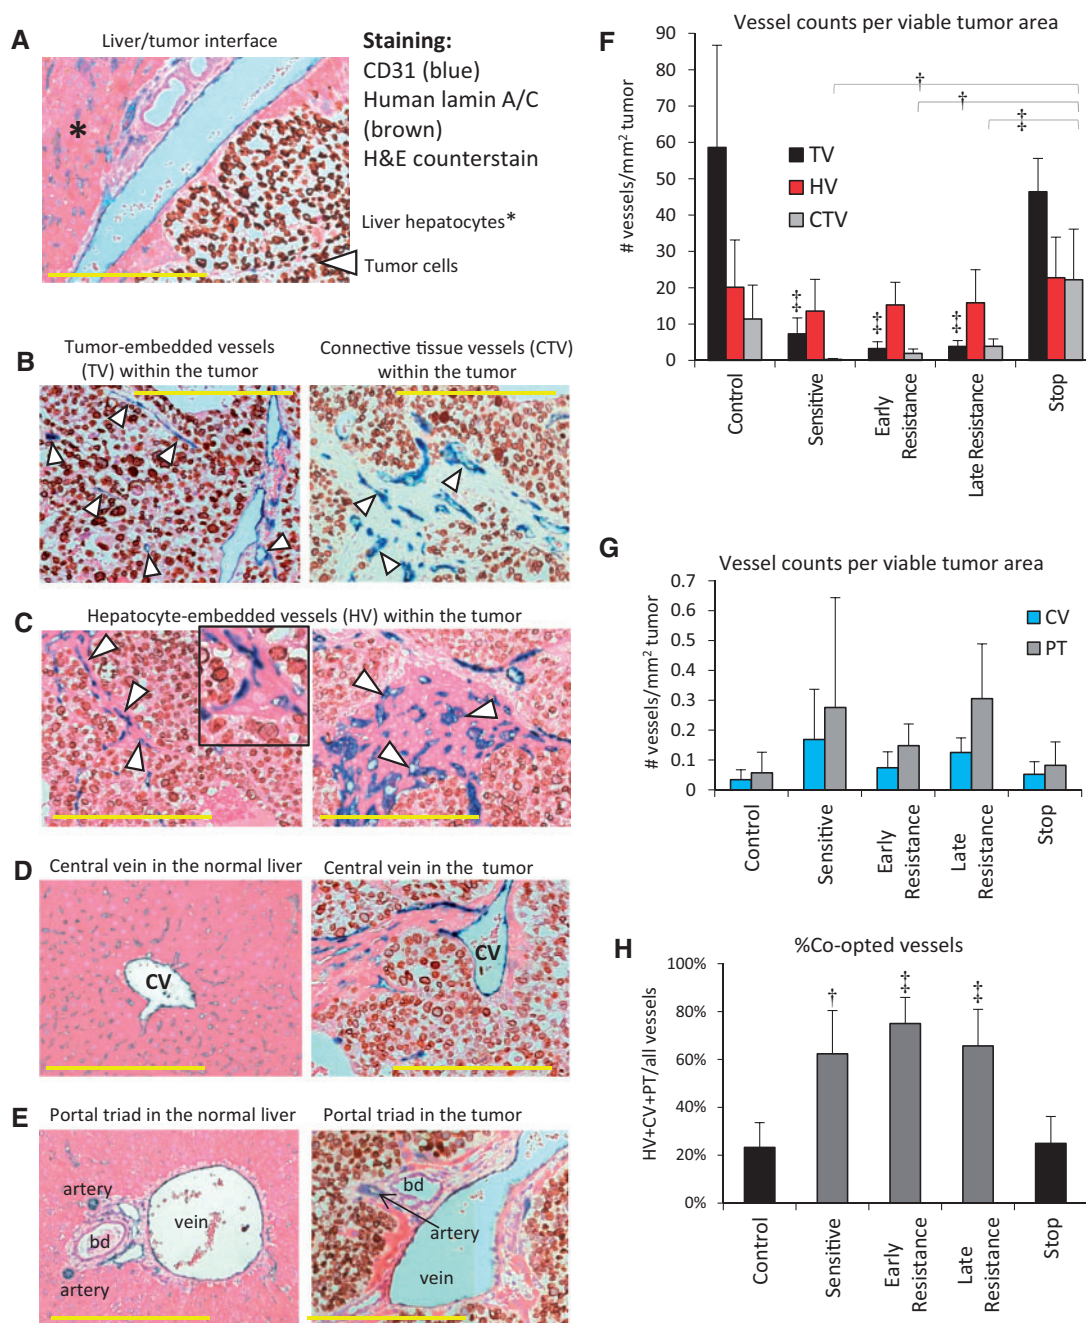 A
Liver/tumor interface
*
Staining:
CD31 (blue)
Human lamin A/C
(brown)
H&E counterstain
Liver hepatocytes*
Tumor cells
B
Tumor-embedded vessels
(TV) within the tumor
Connective tissue vessels (CTV)
within the tumor
C
Hepatocyte-embedded vessels (HV) within the tumor
D
Central vein in the normal liver
Central vein in the tumor
CV
CV
E
Portal triad in the normal liver
Portal triad in the tumor
artery
vein
bd
artery
bd
artery
vein
F
Vessel counts per viable tumor area
# vessels/mm² tumor
90
80
70
60
50
40
30
20
10
0
†
†
‡
TV
HV
CTV
‡
‡
‡
Control
Sensitive
Early
Resistance
Late Resistance
Stop
G
Vessel counts per viable tumor area
# vessels/mm² tumor
0.7
0.6
0.5
0.4
0.3
0.2
0.1
0
CV
PT
Control
Sensitive
Early
Resistance
Late
Resistance
Stop
H
%Co-opted vessels
HV+CV+PT/all vessels
100%
80%
60%
40%
20%
0%
†
‡
‡
Control
Sensitive
Early
Resistance
Late
Resistance
Stop